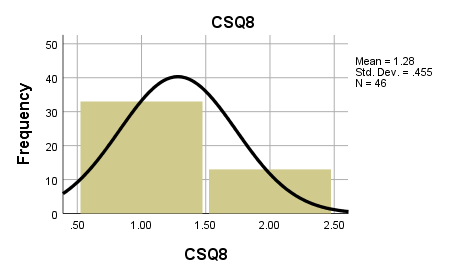 CSQ8
50
40
30
20
10
0
Frequency
.50 1.00 1.50 2.00 2.50
CSQ8
Mean = 1.28
Std. Dev. = .455
N = 46